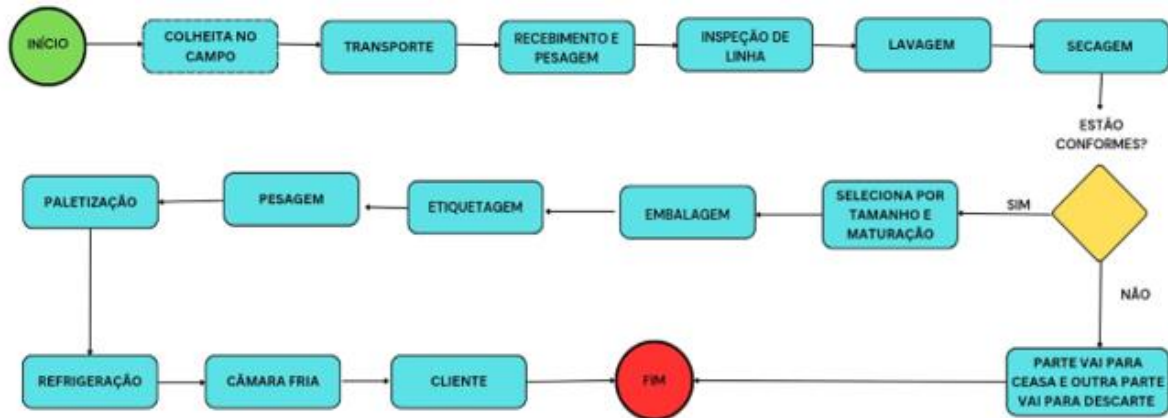 INÍCIO
COLHEITA NO
CAMPO
TRANSPORTE
RECEBIMENTO E
PESAGEM
INSPEÇÃO DE
LINHA
LAVAGEM
SECAGEM
ESTÃO
CONFORMES?
SIM
SELECIONA POR
TAMANHO E
MATURAÇÃO
EMBALAGEM
ETIQUETAGEM
PESAGEM
PALETIZAÇÃO
REFRIGERAÇÃO
CÂMARA FRIA
CLIENTE
NÃO
PARTE VAI PARA
CEASA E OUTRA PARTE
VAI PARA DESCARTE
FIM